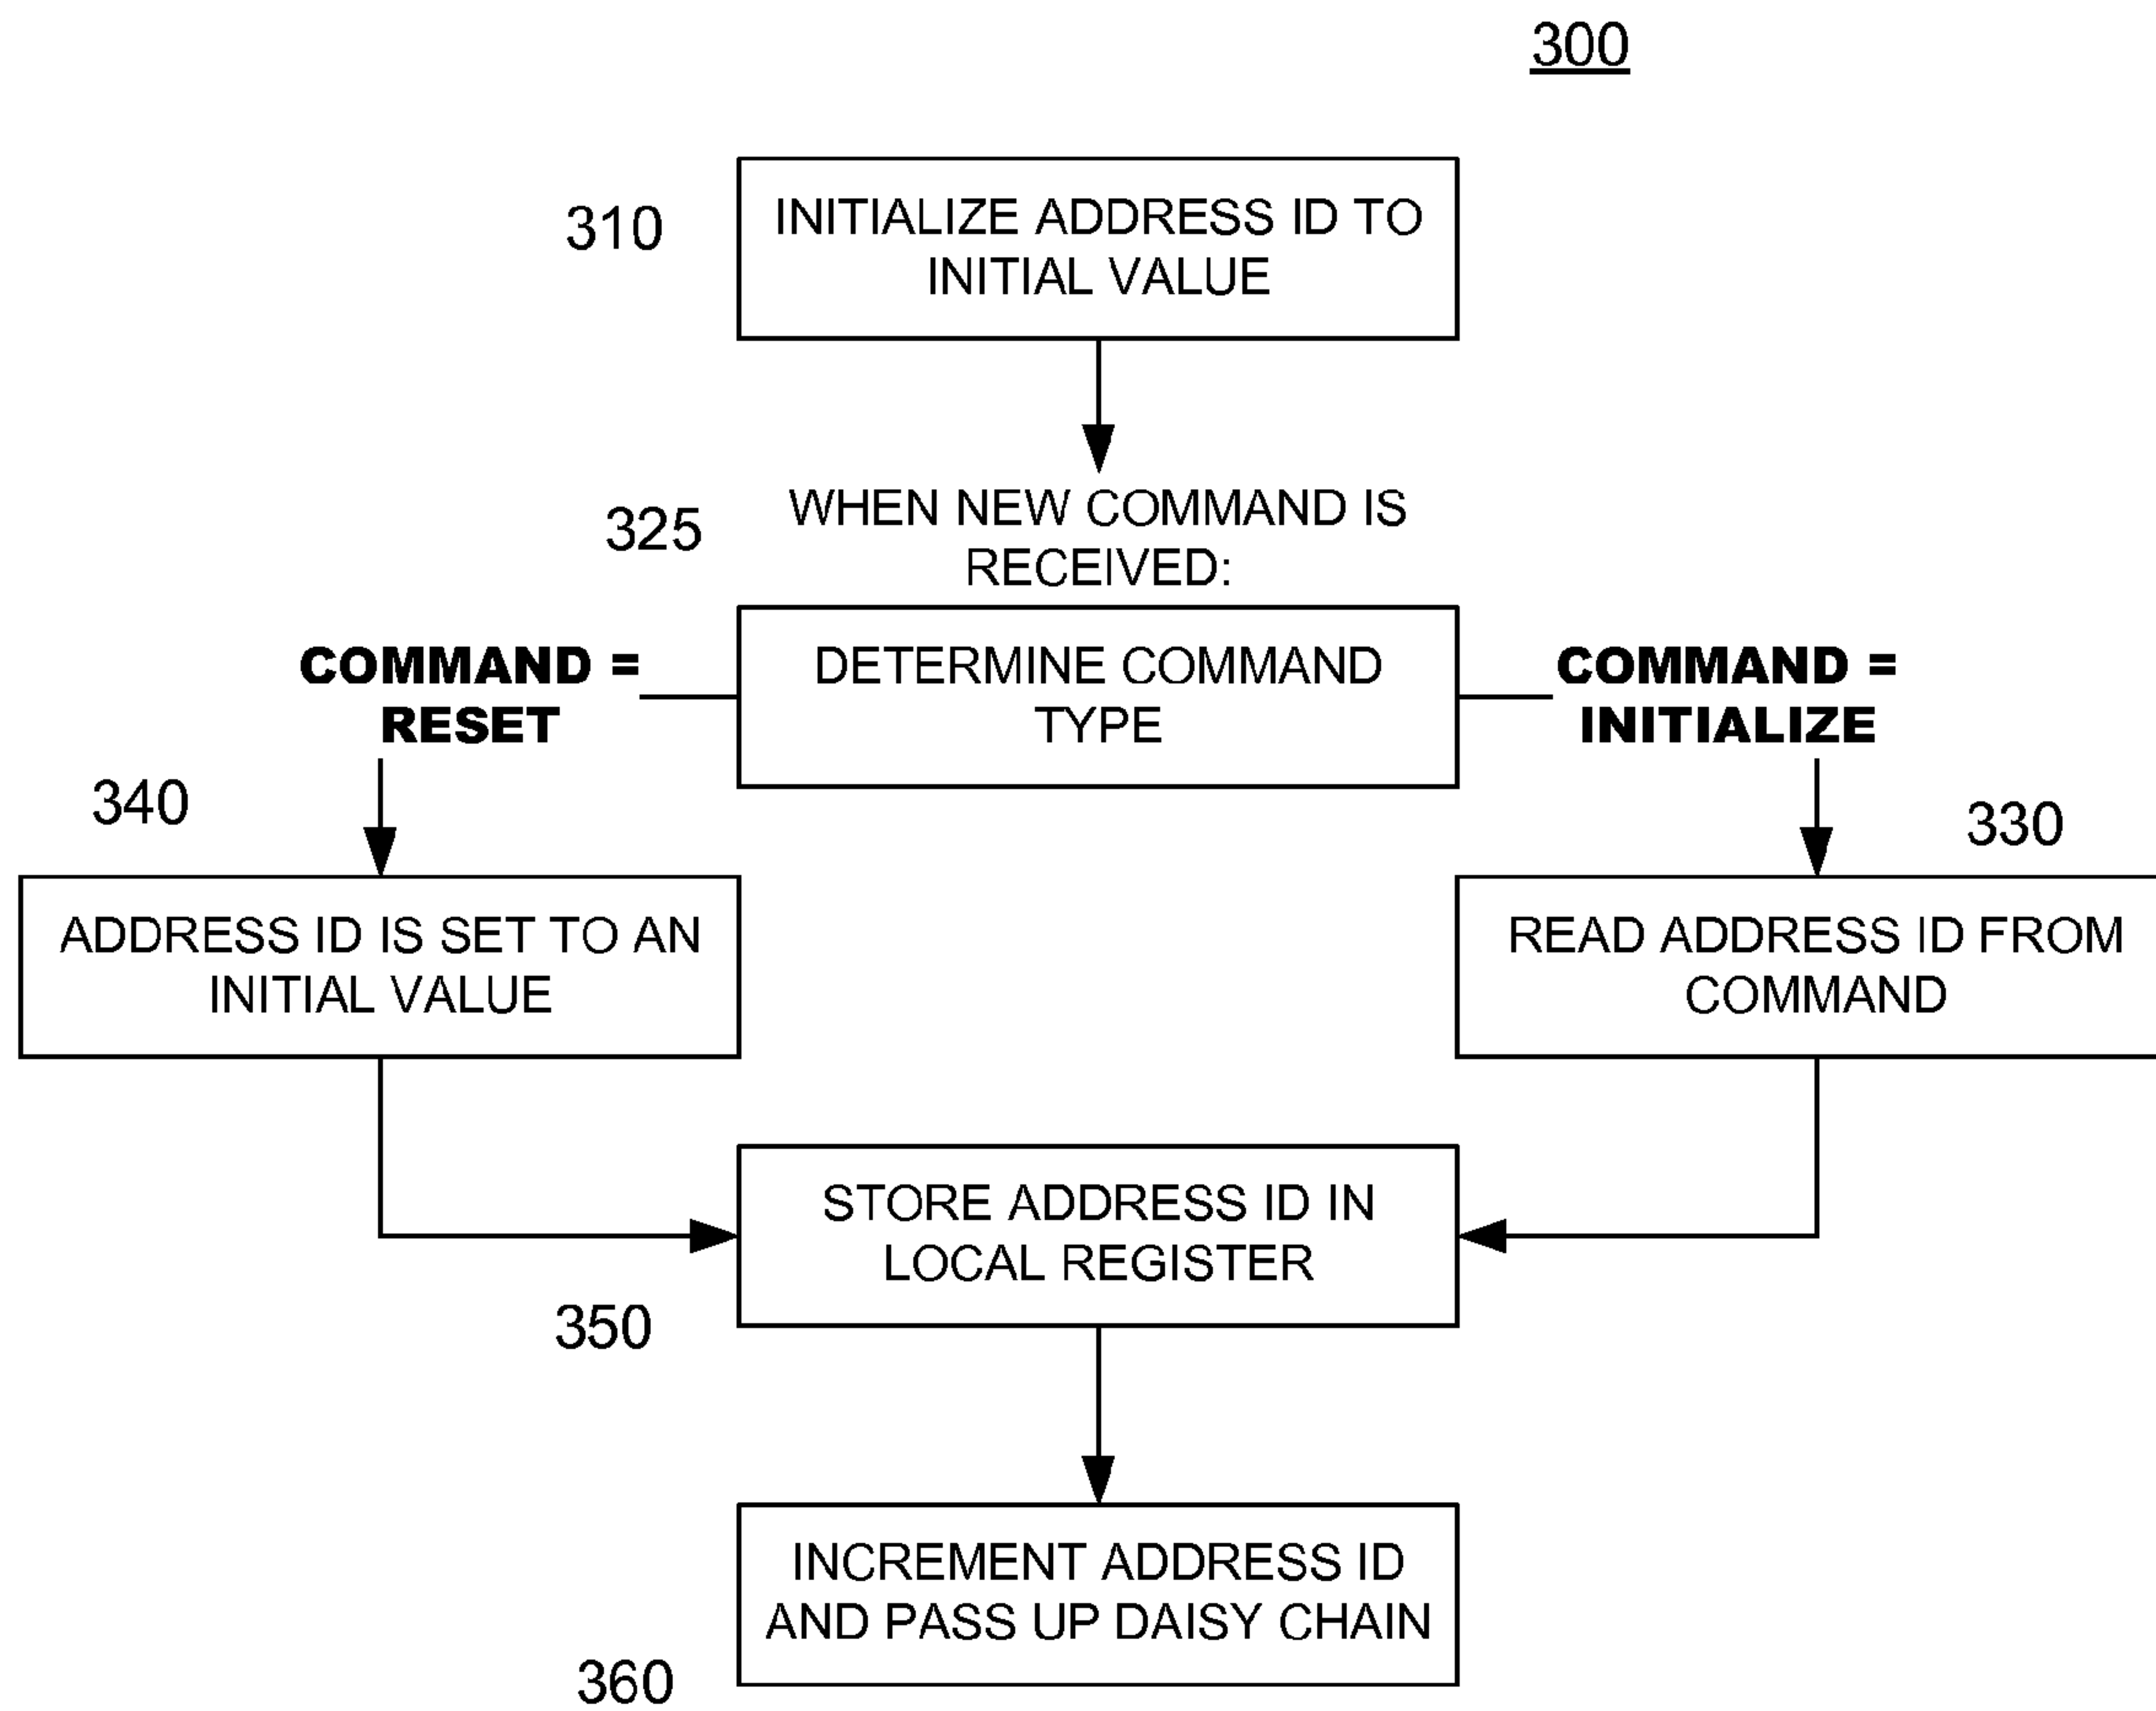 300
310
INITIALIZE ADDRESS ID TO
INITIAL VALUE
325
WHEN NEW COMMAND IS
RECEIVED:
COMMAND =
RESET
DETERMINE COMMAND
TYPE
COMMAND =
INITIALIZE
340
330
ADDRESS ID IS SET TO AN
INITIAL VALUE
READ ADDRESS ID FROM
COMMAND
STORE ADDRESS ID IN
LOCAL REGISTER
350
INCREMENT ADDRESS ID
AND PASS UP DAISY CHAIN
360